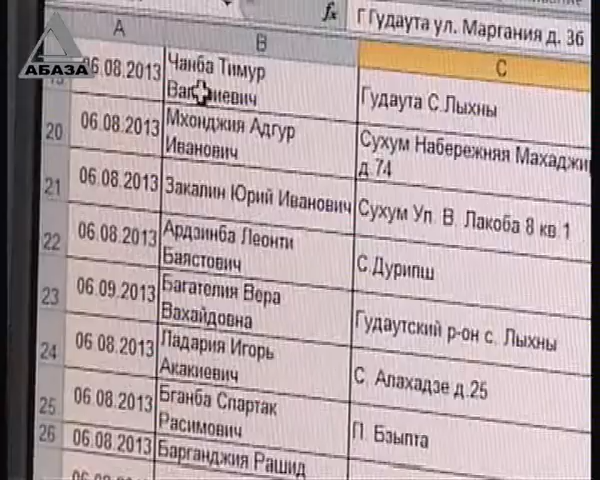 Г Гудаута ул. Маргания д. 36
АБАЗА
A B C
06.08.2013 Чанба Тимур Гудаута С.Лыхны
20 06.08.2013 Мхонджия Адгур Сухум Набережная
Иванович д 74
21 06.08.2013 Закалин Юрий Иванович Сухум Ул. В. Лакоба 8 кв 1
22 06.08.2013 Ардзинба Леонти С.Дурипш
Баястович
23 06.09.2013 Багателия Вера Гудаутский р-он с. Лыхны
Вахайдовна
24 06.08.2013 Ладария Игорь С. Алахадзе д.25
Акакиевич
25 06.08.2013 Бганба Спартак П. Бзыпта
Расимович
26 06.08.2013 Барганджия Рашид